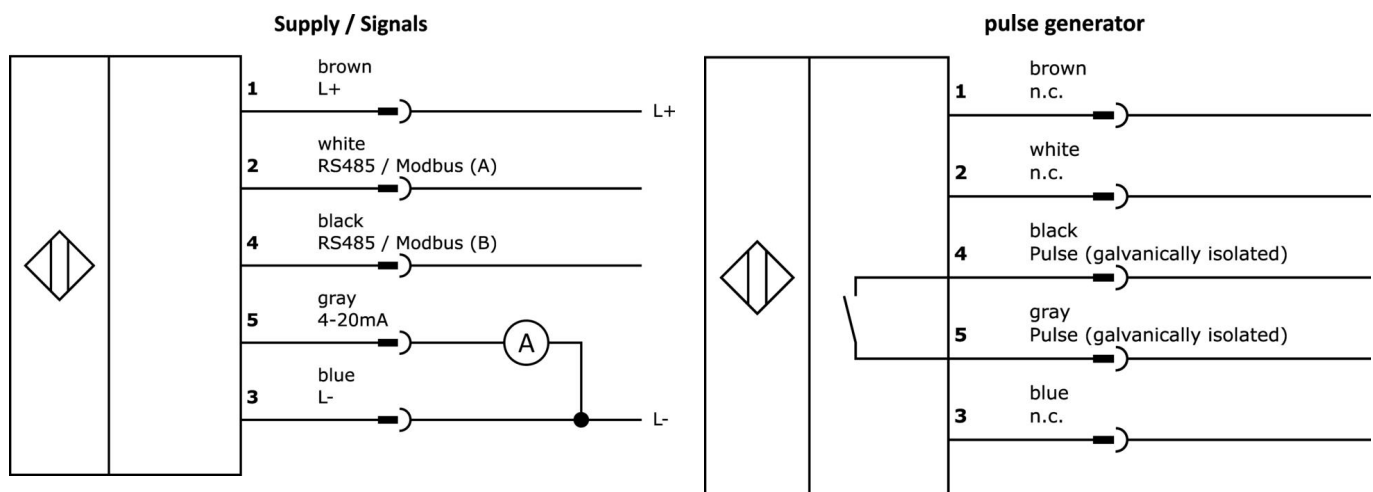 Supply / Signals
brown
1 L+
L+
white
2 RS485 / Modbus (A)
black
4 RS485 / Modbus (B)
gray
5 4-20mA
A
blue
3 L-
L-
pulse generator
brown
1 n.c.
white
2 n.c.
black
4 Pulse (galvanically isolated)
gray
5 Pulse (galvanically isolated)
blue
3 n.c.